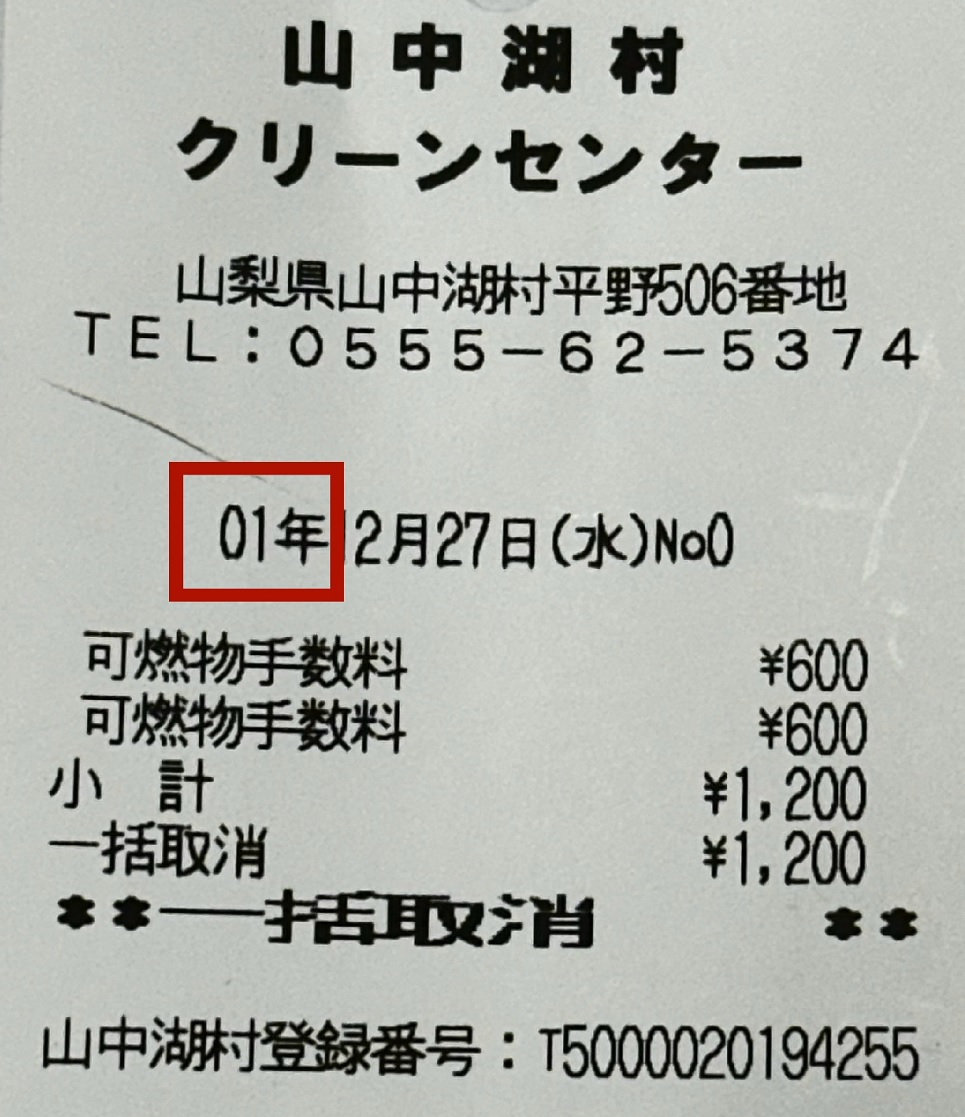 山中湖村
クリーンセンター
山梨県山中湖村平野506番地
TEL:0555-62-5374
01年12月27日(水)No0
可燃物手数料 ¥600
可燃物手数料 ¥600
小 計 ¥1,200
一括取消 ¥1,200
**一括取消 **
山中湖村登録番号:T5000020194255